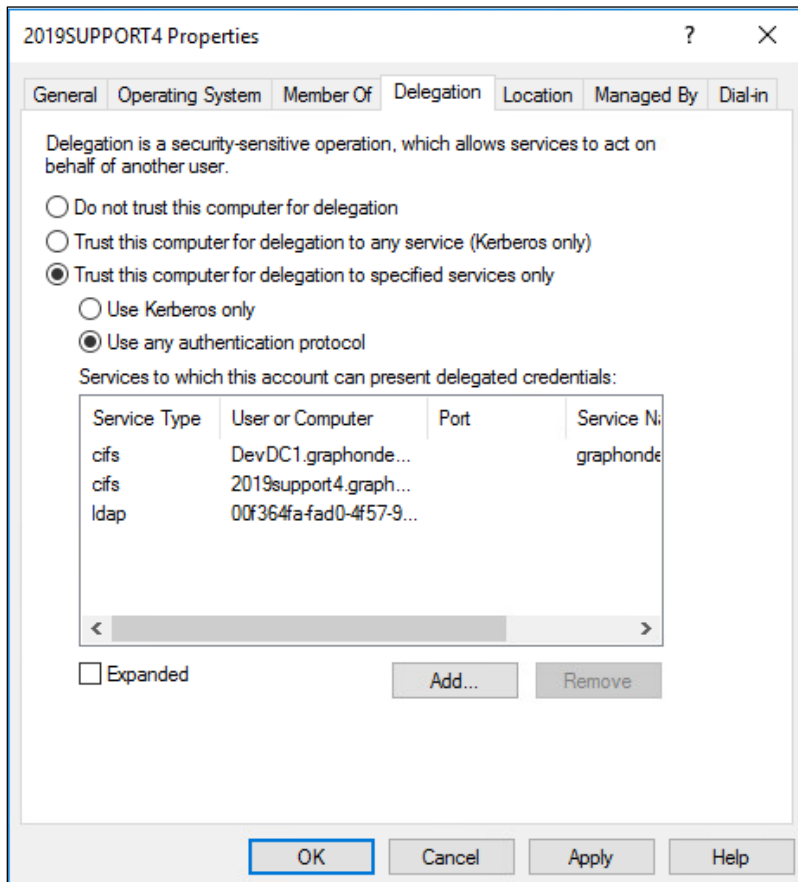 2019SUPPORT4 Properties
? X
General Operating System Member Of Delegation Location Managed By Dial-in
Delegation is a security-sensitive operation, which allows services to act on
behalf of another user.
Do not trust this computer for delegation
Trust this computer for delegation to any service (Kerberos only)
Trust this computer for delegation to specified services only
Use Kerberos only
Use any authentication protocol
Services to which this account can present delegated credentials:
Service Type User or Computer Port Service Na
cifs DevDC1.graphonde... graphonde
cifs 2019support4.graph...
ldap 00f364fa-fad0-4f57-9...
Expanded
Add... Remove
OK Cancel Apply Help